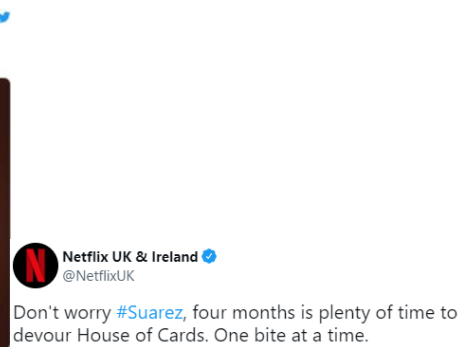 Netflix UK & Ireland
@NetflixUK
Don't worry #Suarez, four months is plenty of time to
devour House of Cards. One bite at a time.